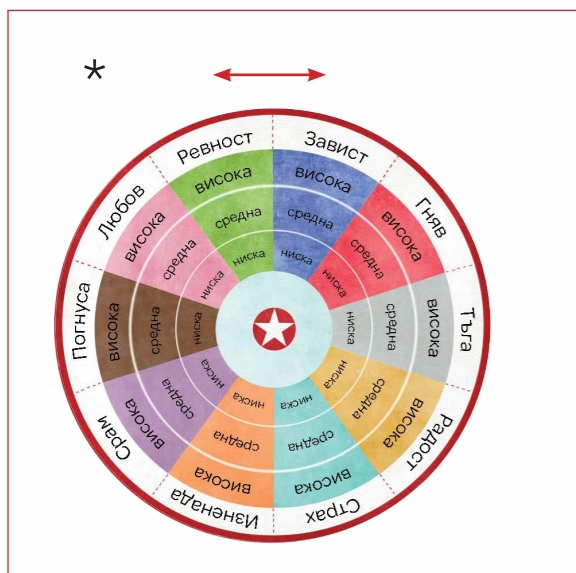 *
Ревност
висока
средна
ниска
Завист
висока
средна
ниска
Гняв
висока
средна
ниска
Тъга
висока
средна
ниска
Радост
висока
средна
ниска
Страх
висока
средна
ниска
Изненада
висока
средна
ниска
Срам
висока
средна
ниска
Погнуса
висока
средна
ниска
Любов
висока
средна
ниска